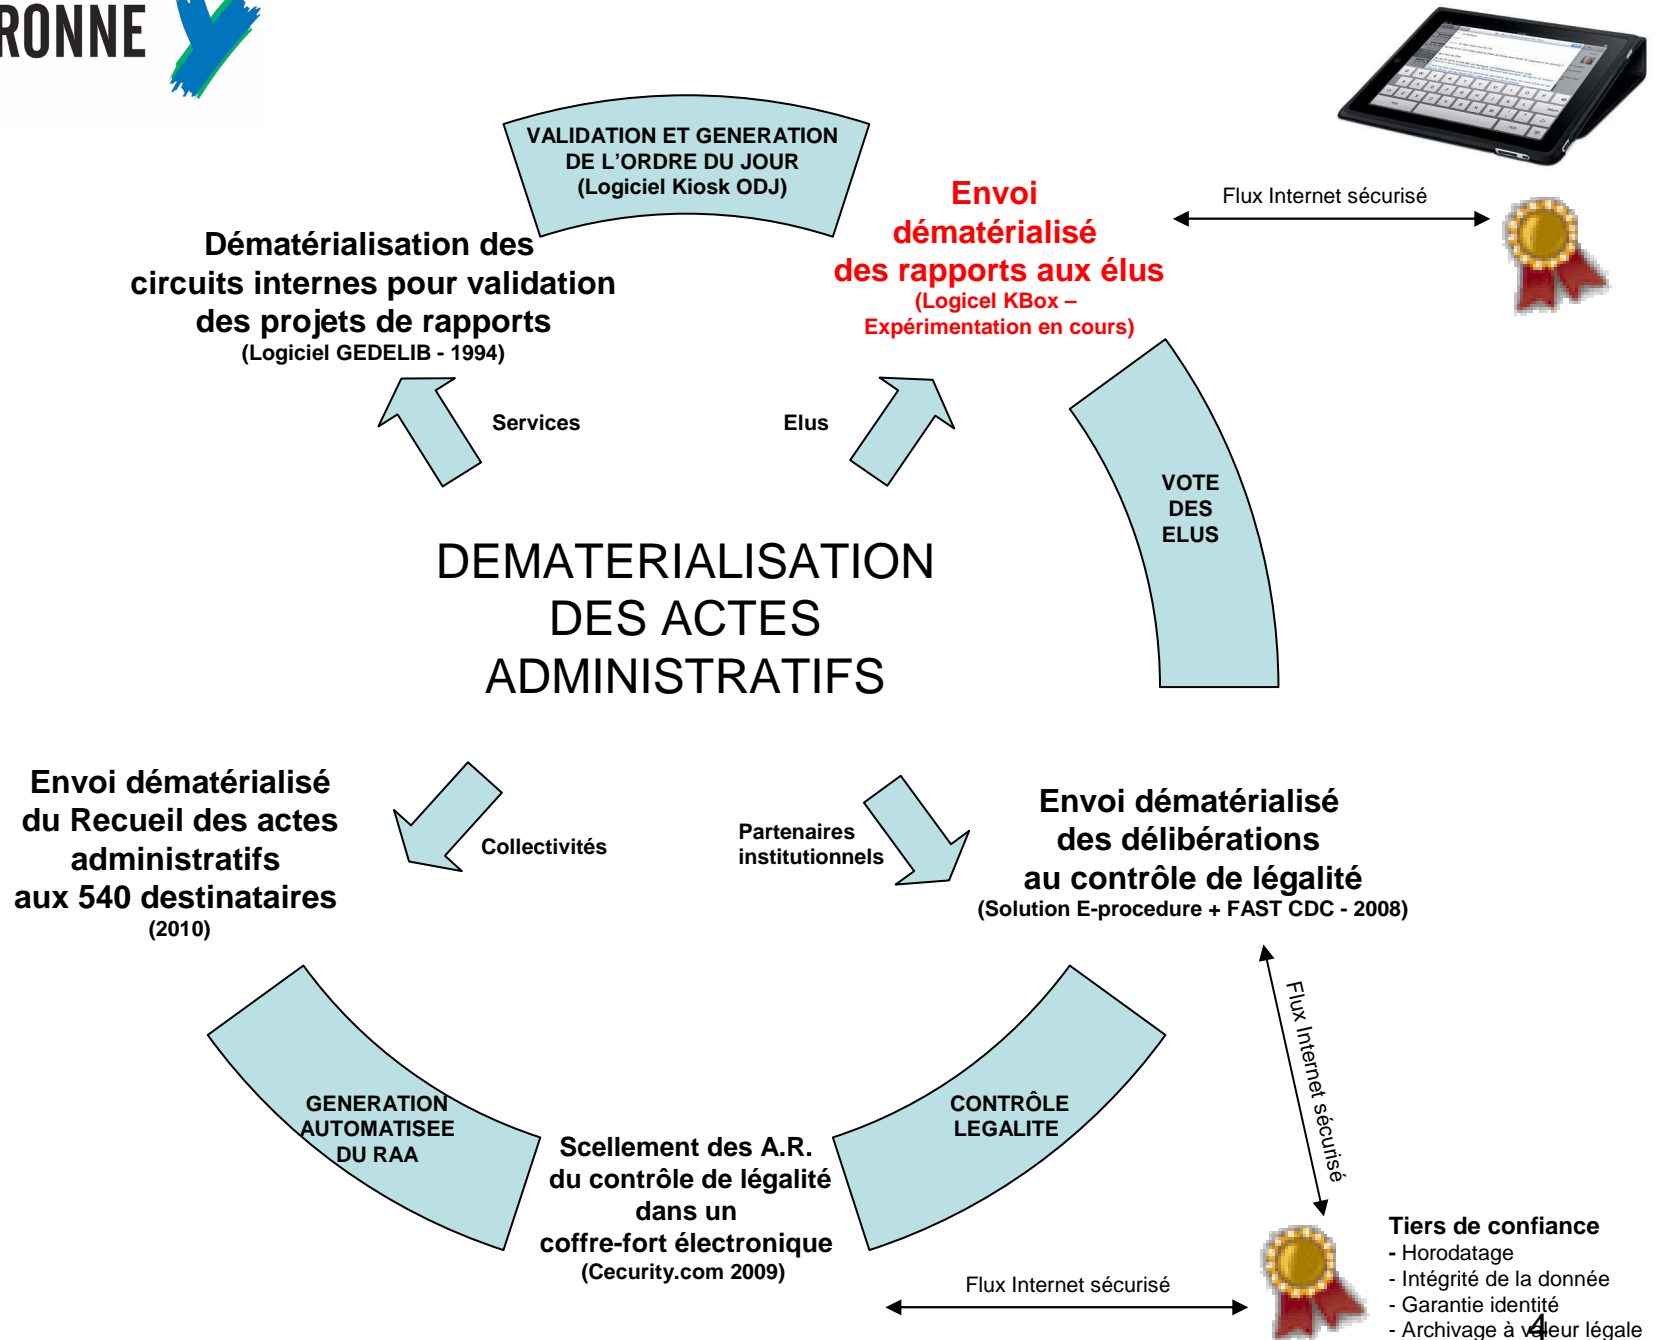 RONNE
VALIDATION ET GENERATION
DE L'ORDRE DU JOUR
(Logiciel Kiosk ODJ)
Envoi
dématérialisé
des rapports aux élus
(Logicel KBox –
Expérimentation en cours)
Flux Internet sécurisé
Dématérialisation des
circuits internes pour validation
des projets de rapports
(Logiciel GEDELIB - 1994)
Services
Elus
VOTE
DES
ELUS
DEMATERIALISATION
DES ACTES
ADMINISTRATIFS
Envoi dématérialisé
du Recueil des actes
administratifs
aux 540 destinataires
(2010)
Collectivités
Partenaires
institutionnels
Envoi dématérialisé
des délibérations
au contrôle de légalité
(Solution E-procedure + FAST CDC - 2008)
Flux Internet sécurisé
GENERATION
AUTOMATISEE
DU RAA
CONTRÔLE
LEGALITE
Scellement des A.R.
du contrôle de légalité
dans un
coffre-fort électronique
(Cecurity.com 2009)
Flux Internet sécurisé
Tiers de confiance
- Horodatage
- Intégrité de la donnée
- Garantie identité
- Archivage à valeur légale
4